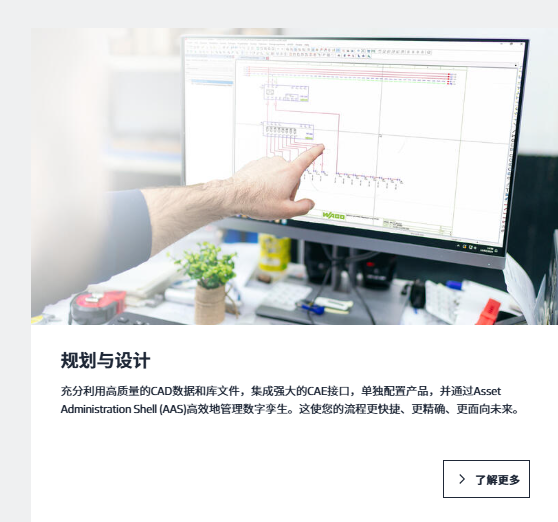 WAGO
规划与设计
充分利用高质量的CAD数据和库文件，集成强大的CAE接口，单独配置产品，并通过Asset
Administration Shell (AAS)高效地管理数字孪生。这使您的流程更快捷、更精确、更面向未来。
了解更多